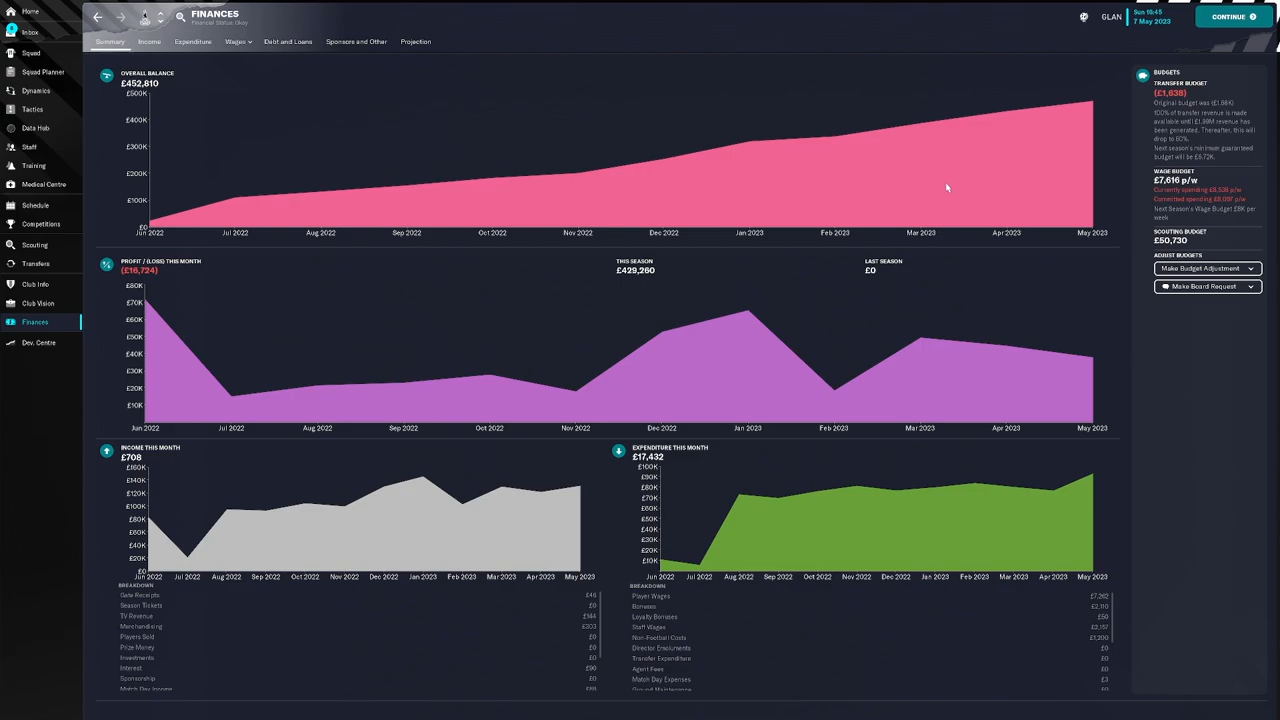 Home
FINANCES
Financial Status: Okay
GLAN
Sun 18:45
7 May 2023
CONTINUE
Inbox
Summary
Income
Expenditure
Wages
Debt and Loans
Sponsors and Other
Projection
Squad
Squad Planner
Dynamics
Tactics
Data Hub
Staff
Training
Medical Centre
Schedule
Competitions
Scouting
Transfers
Club Info
Club Vision
Finances
Dev. Centre
OVERALL BALANCE
£452,810
£500K
£400K
£300K
£200K
£100K
£0
Jun 2022
Jul 2022
Aug 2022
Sep 2022
Oct 2022
Nov 2022
Dec 2022
Jan 2023
Feb 2023
Mar 2023
Apr 2023
May 2023
PROFIT / (LOSS) THIS MONTH
(£16,724)
THIS SEASON
£429,260
LAST SEASON
£0
£80K
£70K
£60K
£50K
£40K
£30K
£20K
£10K
Jun 2022
Jul 2022
Aug 2022
Sep 2022
Oct 2022
Nov 2022
Dec 2022
Jan 2023
Feb 2023
Mar 2023
Apr 2023
May 2023
INCOME THIS MONTH
£708
£160K
£140K
£120K
£100K
£80K
£60K
£40K
£20K
£0
Jun 2022
Jul 2022
Aug 2022
Sep 2022
Oct 2022
Nov 2022
Dec 2022
Jan 2023
Feb 2023
Mar 2023
Apr 2023
May 2023
BREAKDOWN
Gate Receipts £46
Season Tickets £0
TV Revenue £144
Merchandising £303
Players Sold £0
Prize Money £0
Investments £0
Interest £90
Sponsorship £0
Match Day Income
EXPENDITURE THIS MONTH
£17,432
£100K
£90K
£80K
£70K
£60K
£50K
£40K
£30K
£20K
£10K
Jun 2022
Jul 2022
Aug 2022
Sep 2022
Oct 2022
Nov 2022
Dec 2022
Jan 2023
Feb 2023
Mar 2023
Apr 2023
May 2023
BREAKDOWN
Player Wages £7,262
Bonuses £2,110
Loyalty Bonuses £50
Staff Wages £2,157
Non-Football Costs £1,200
Director Emoluments £0
Transfer Expenditure £0
Agent Fees £0
Match Day Expenses £3
Ground Maintenance £0
BUDGETS
TRANSFER BUDGET
(£1,638)
Original budget was (£1.68K)
100% of transfer revenue is made
available until £1.99M revenue has
been generated. Thereafter, this will
drop to 60%.
Next season's minimum guaranteed
budget will be £6.72K.
WAGE BUDGET
£7,616 p/w
Currently spending £8,538 p/w
Committed spending £8,097 p/w
Next Season's Wage Budget £8K per
week
SCOUTING BUDGET
£50,730
ADJUST BUDGETS
Make Budget Adjustment
Make Board Request